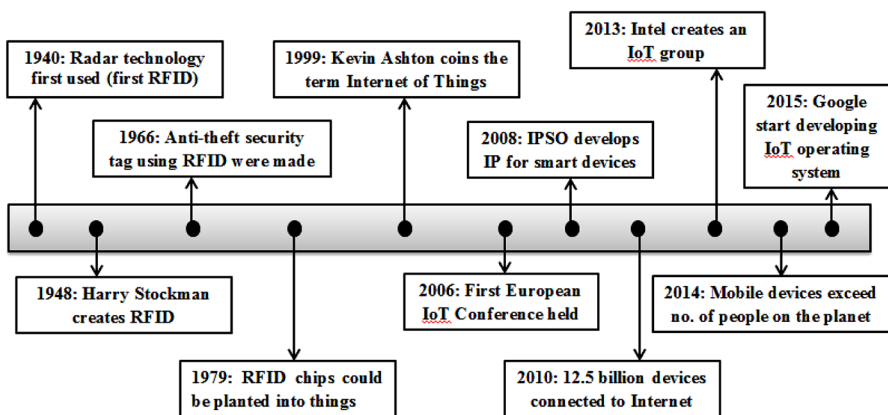 1940: Radar technology
first used (first RFID)
1948: Harry Stockman
creates RFID
1966: Anti-theft security
tag using RFID were made
1979: RFID chips could
be planted into things
1999: Kevin Ashton coins the
term Internet of Things
2006: First European
IoT Conference held
2008: IPSO develops
IP for smart devices
2010: 12.5 billion devices
connected to Internet
2013: Intel creates an
IoT group
2014: Mobile devices exceed
no. of people on the planet
2015: Google
start developing
IoT operating
system